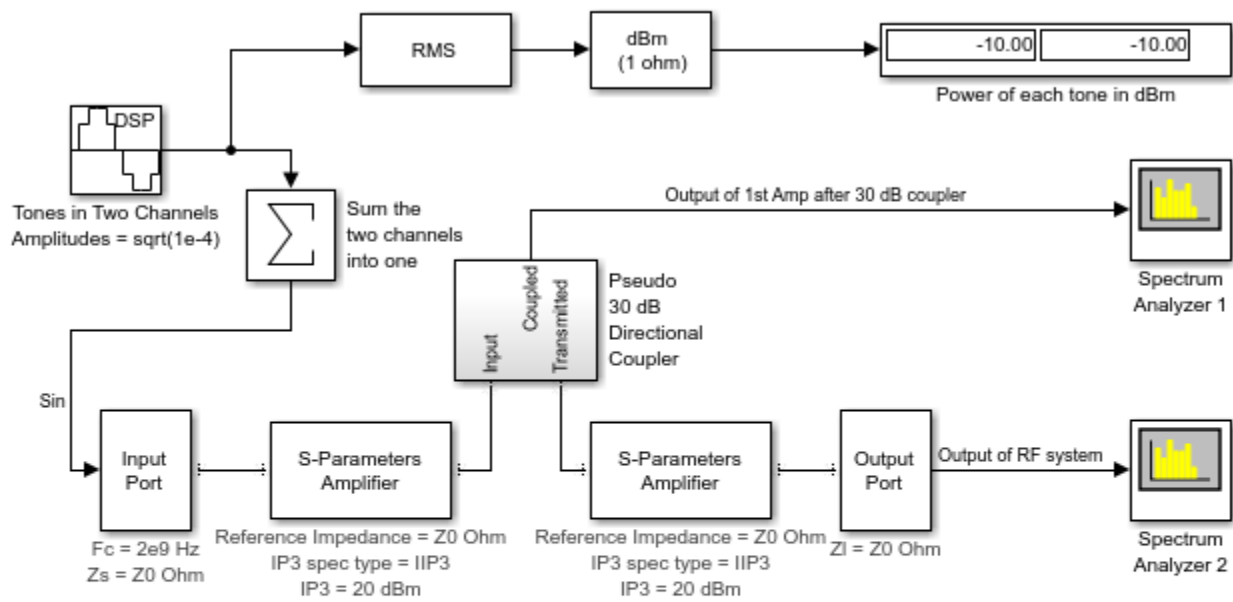 RMS
dBm
(1 ohm)
-10.00
-10.00
Power of each tone in dBm
DSP
Tones in Two Channels
Amplitudes = sqrt(1e-4)
Sum the
two channels
into one
Output of 1st Amp after 30 dB coupler
Spectrum
Analyzer 1
Input
Coupled
Transmitted
Pseudo
30 dB
Directional
Coupler
Sin
Input
Port
Fc = 2e9 Hz
Zs = Z0 Ohm
S-Parameters
Amplifier
Reference Impedance = Z0 Ohm
IP3 spec type = IIP3
IP3 = 20 dBm
S-Parameters
Amplifier
Reference Impedance = Z0 Ohm
IP3 spec type = IIP3
IP3 = 20 dBm
Output
Port
Zl = Z0 Ohm
Output of RF system
Spectrum
Analyzer 2